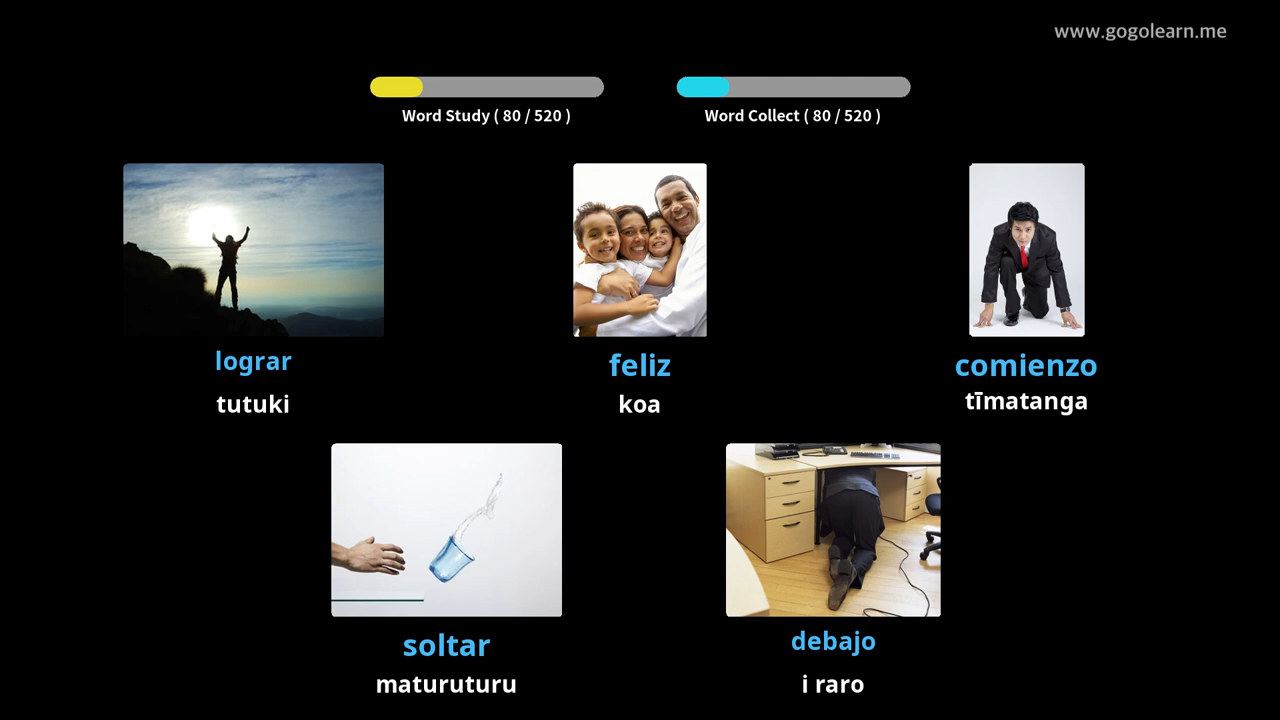 www.gogolearn.me
Word Study ( 80 / 520 )
Word Collect ( 80 / 520 )
lograr
tutuki
feliz
koa
comienzo
tīmatanga
soltar
maturuturu
debajo
i raro